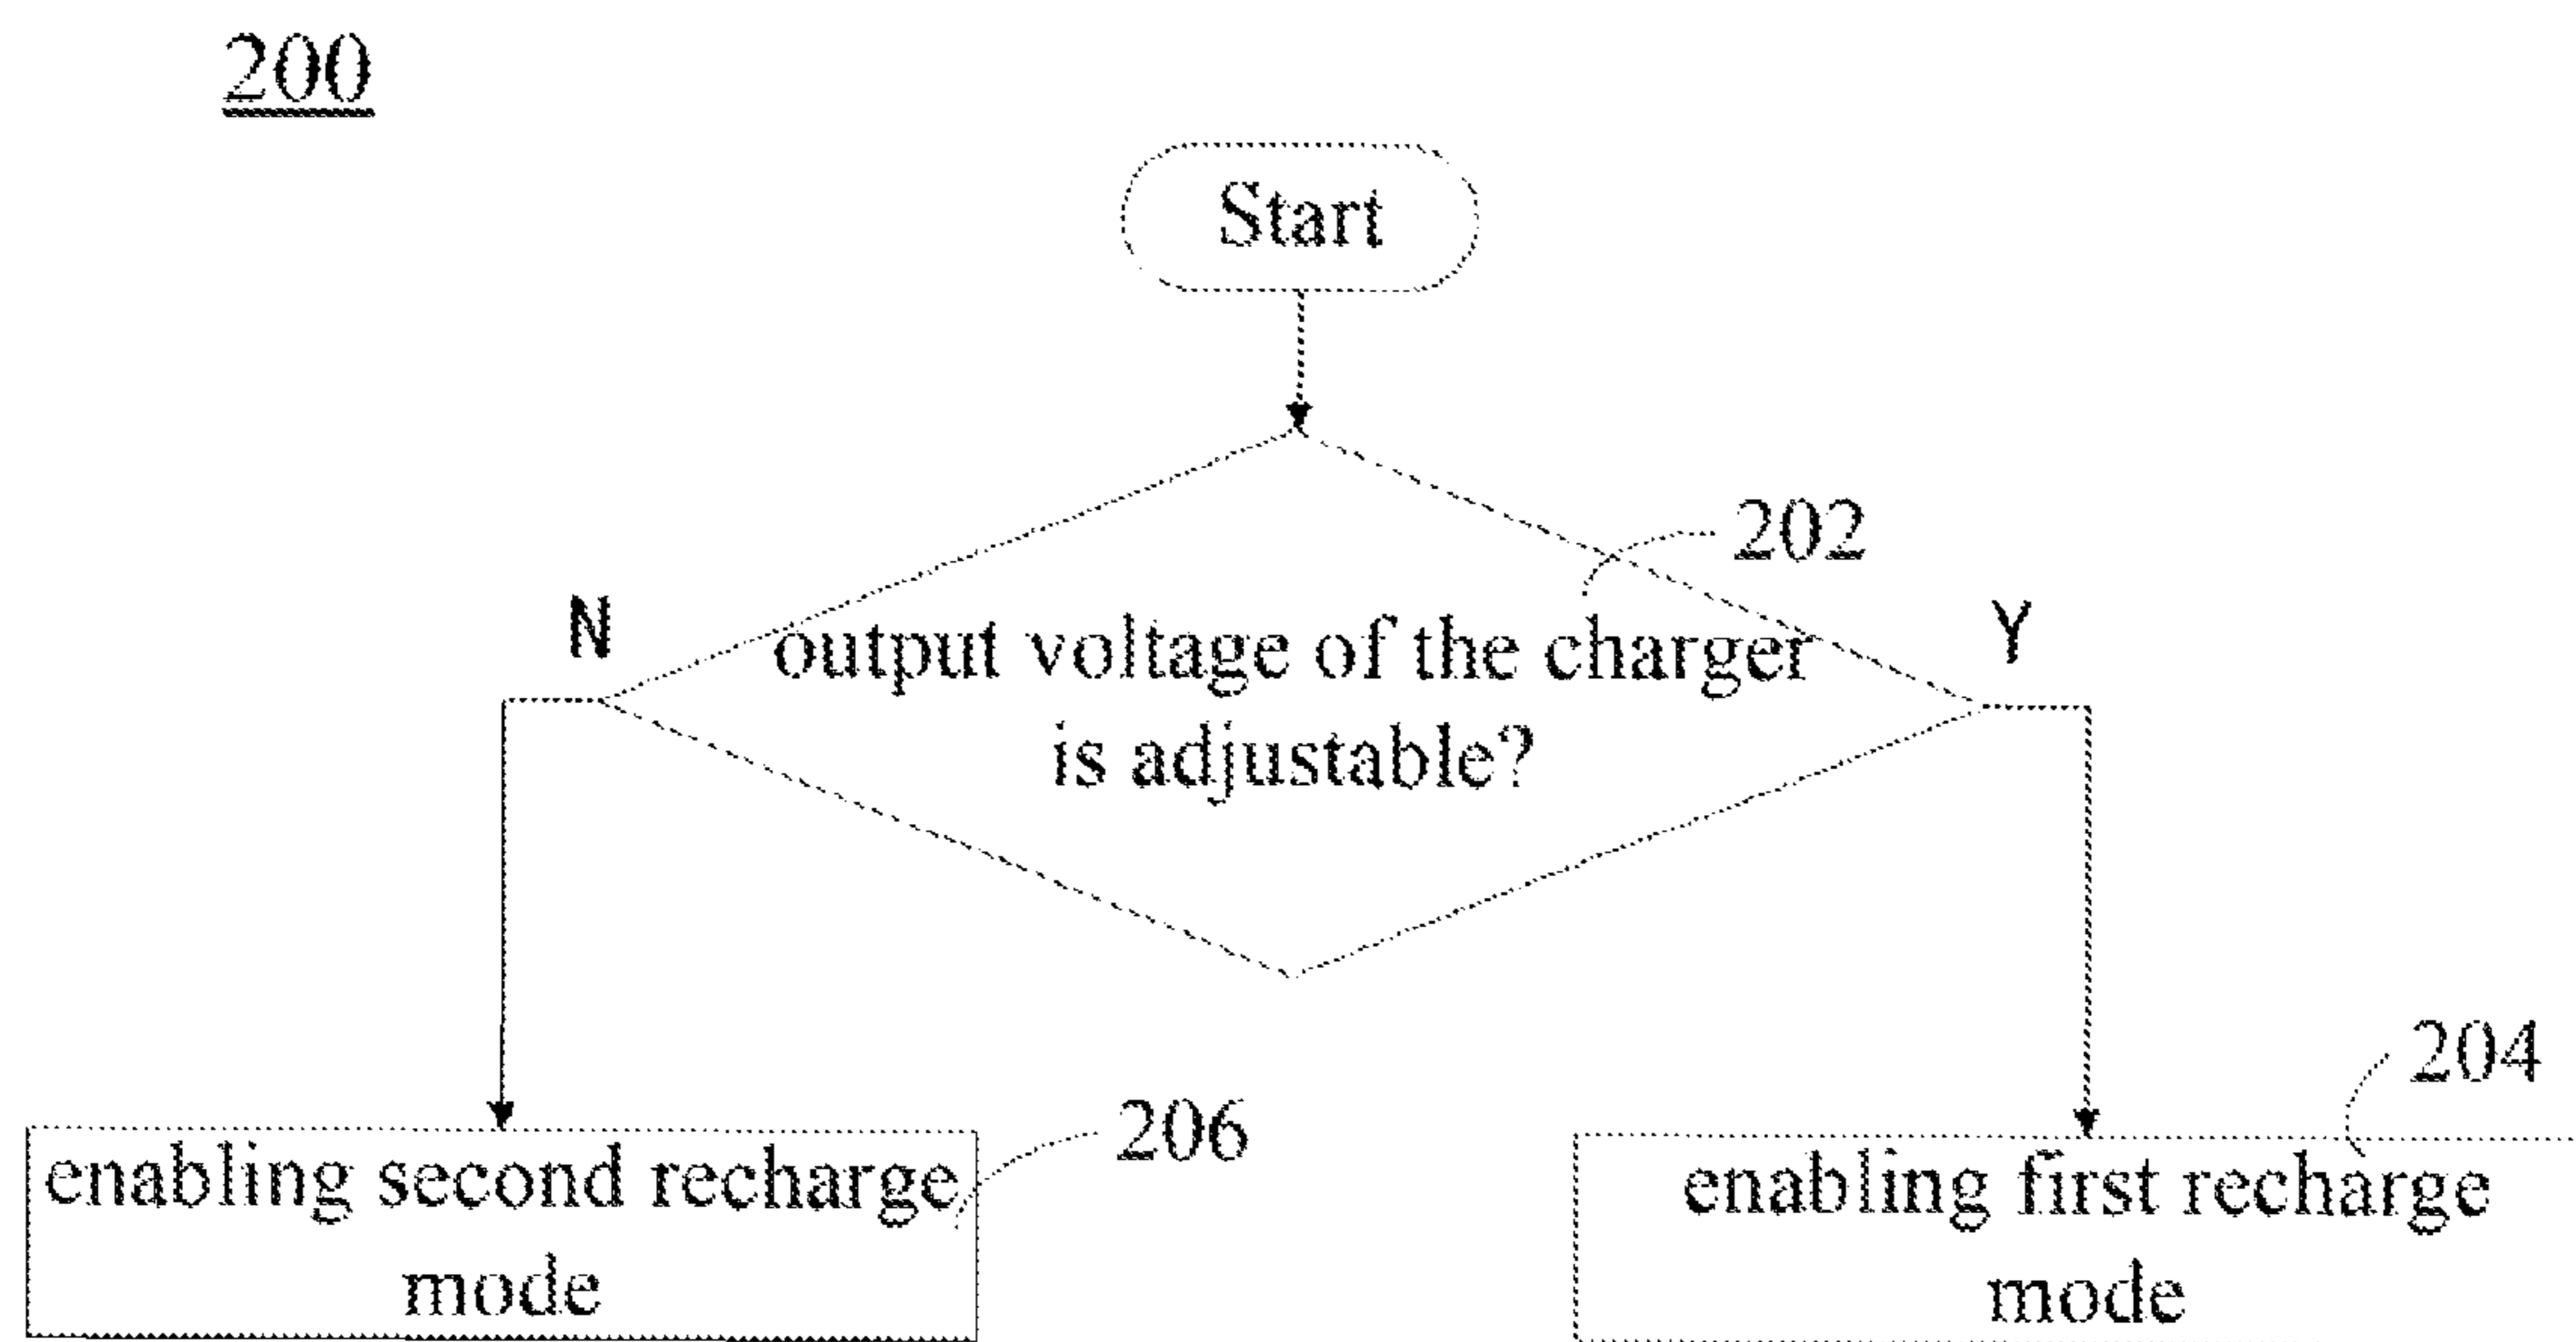 200
Start
202
N
Y
output voltage of the charger
is adjustable?
204
206
enabling second recharge
mode
enabling first recharge
mode